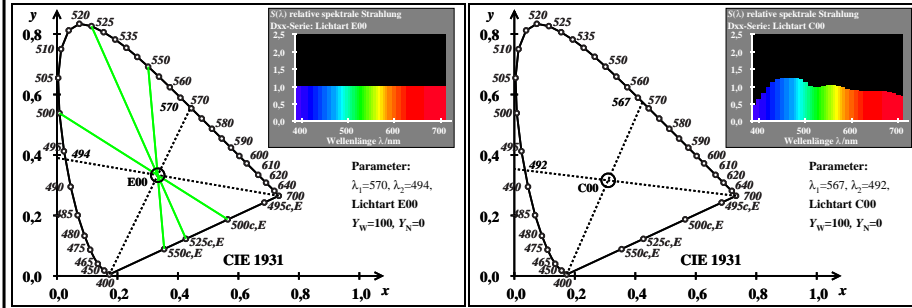 y
S(λ) relative spektrale Strahlung
Dxx-Serie: Lichtart E00
2,5
2,0
1,5
1,0
0,5
0,0
400 500 600 700
Wellenlänge λ/nm
0,8
0,6
0,4
0,2
0,0
520 525
510 535
505 550
560
500 570 570
580
495 494 590
600
610
620
640
700
490 E00
485
480
475
465
450
400
495c,E
500c,E
525c,E
550c,E
Parameter:
λ1=570, λ2=494,
Lichtart E00
YW=100, YN=0
CIE 1931
0,0 0,2 0,4 0,6 0,8 1,0 x
y
S(λ) relative spektrale Strahlung
Dxx-Serie: Lichtart C00
2,5
2,0
1,5
1,0
0,5
0,0
400 500 600 700
Wellenlänge λ/nm
0,8
0,6
0,4
0,2
0,0
520 525
510 535
505 550
560
500 567 570
580
495 492 590
600
610
620
640
700
490 C00
485
480
475
465
450
400
495c,E
500c,E
525c,E
550c,E
Parameter:
λ1=567, λ2=492,
Lichtart C00
YW=100, YN=0
CIE 1931
0,0 0,2 0,4 0,6 0,8 1,0 x